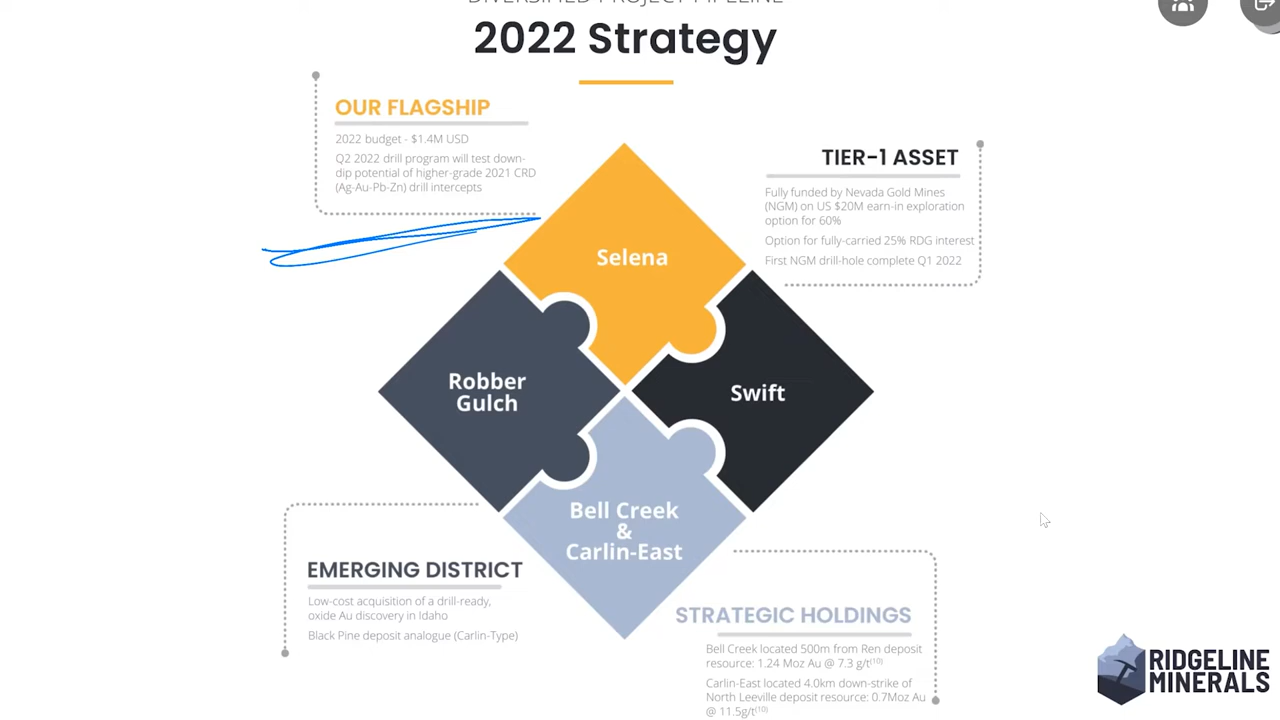 DIVERSIFIED PROJECT PIPELINE
2022 Strategy
OUR FLAGSHIP
2022 budget - $1.4M USD
Q2 2022 drill program will test down-
dip potential of higher-grade 2021 CRD
(Ag-Au-Pb-Zn) drill intercepts
TIER-1 ASSET
Fully funded by Nevada Gold Mines
(NGM) on US $20M earn-in exploration
option for 60%
Option for fully-carried 25% RDG interest
First NGM drill-hole complete Q1 2022
Selena
Robber
Gulch
Swift
Bell Creek
&
Carlin-East
EMERGING DISTRICT
Low-cost acquisition of a drill-ready,
oxide Au discovery in Idaho
Black Pine deposit analogue (Carlin-Type)
STRATEGIC HOLDINGS
Bell Creek located 500m from Ren deposit
resource: 1.24 Moz Au @ 7.3 g/t(10)
Carlin-East located 4.0km down-strike of
North Leeville deposit resource: 0.7Moz Au
@ 11.5g/t(10)
RIDGELINE
MINERALS